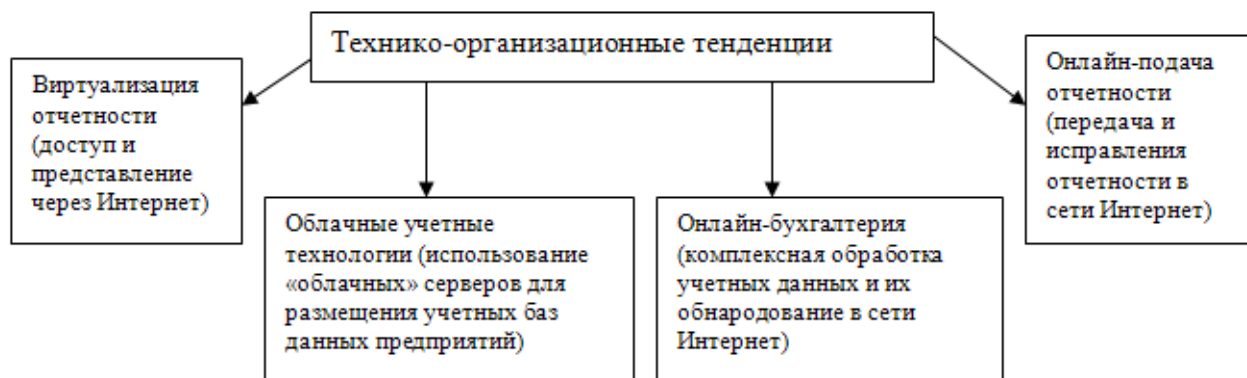 Технико-организационные тенденции
Виртуализация
отчетности
(доступ и
представление
через Интернет)
Облачные учетные
технологии (использование
«облачных» серверов для
размещения учетных баз
данных предприятий)
Онлайн-бухгалтерия
(комплексная обработка
учетных данных и их
обнародование в сети
Интернет)
Онлайн-подача
отчетности
(передача и
исправления
отчетности в
сети Интернет)